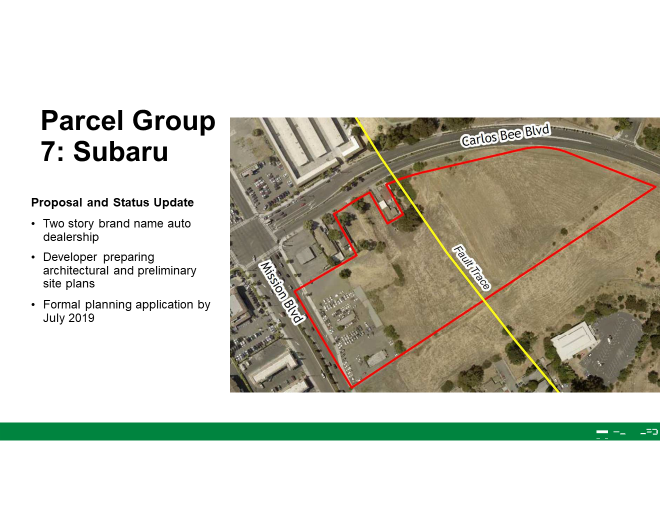 Parcel Group
7: Subaru
Proposal and Status Update
• Two story brand name auto
dealership
• Developer preparing
architectural and preliminary
site plans
• Formal planning application by
July 2019
Carlos Bee Blvd
Fault Trace
Mission Blvd